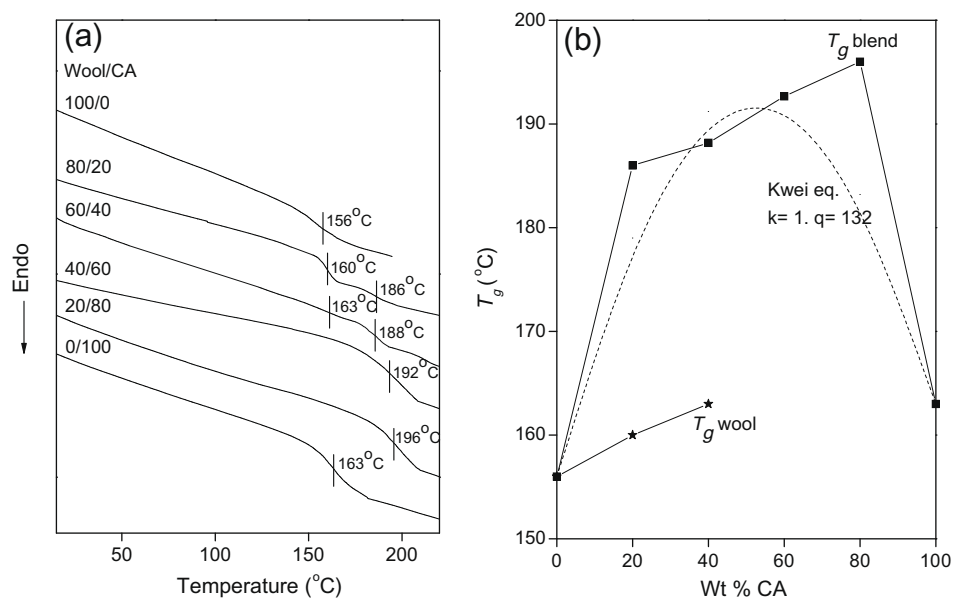 (a)
Wool/CA
100/0
80/20
60/40
40/60
20/80
0/100
156°C
160°C
186°C
163°C
188°C
192°C
196°C
163°C
Endo
50
100
150
200
Temperature (°C)
(b)
Tg blend
Kwei eq.
k= 1. q= 132
Tg wool
200
190
180
170
160
150
Tg (°C)
0
20
40
60
80
100
Wt % CA